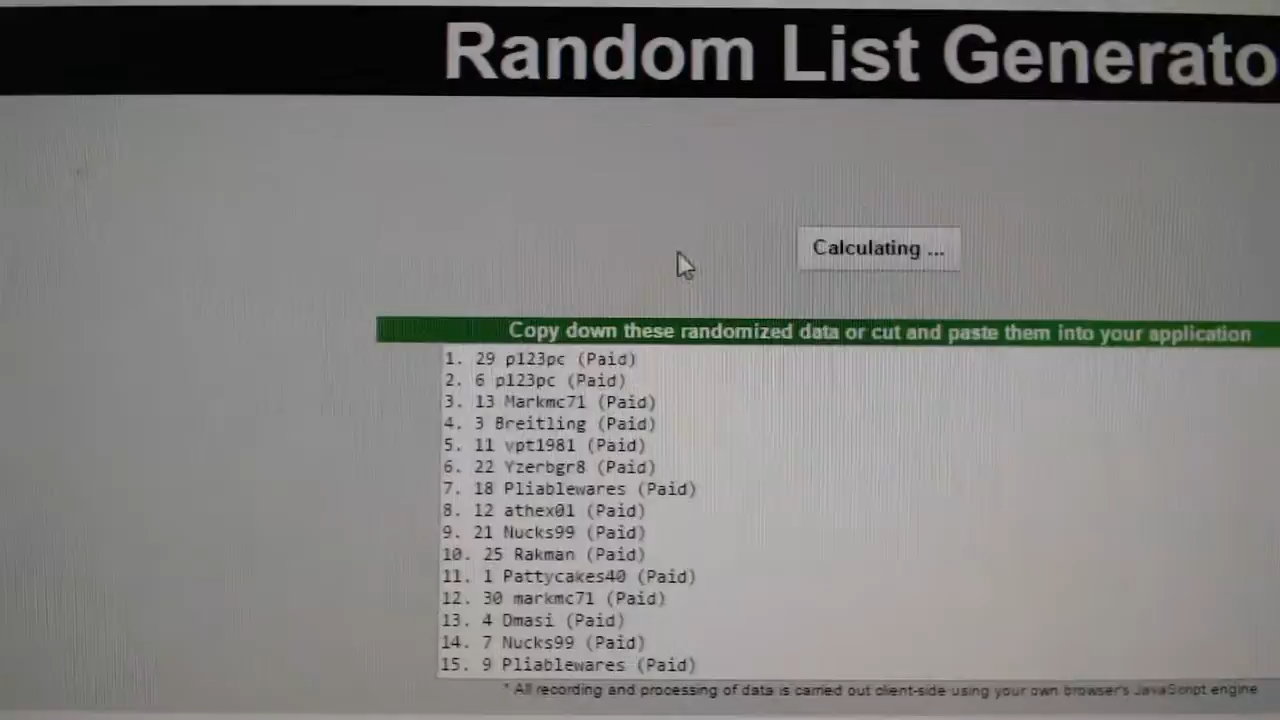 Random List Generato
Calculating ...
Copy down these randomized data or cut and paste them into your application
1. 29 p123pc (Paid)
2. 6 p123pc (Paid)
3. 13 Markmc71 (Paid)
4. 3 Breitling (Paid)
5. 11 vpt1981 (Paid)
6. 22 Yzerbgr8 (Paid)
7. 18 Pliablewares (Paid)
8. 12 athex01 (Paid)
9. 21 Nucks99 (Paid)
10. 25 Rakman (Paid)
11. 1 Pattycakes40 (Paid)
12. 30 markmc71 (Paid)
13. 4 Dmasi (Paid)
14. 7 Nucks99 (Paid)
15. 9 Pliablewares (Paid)
* All recording and processing of data is carried out client-side using your own browser's JavaScript engine